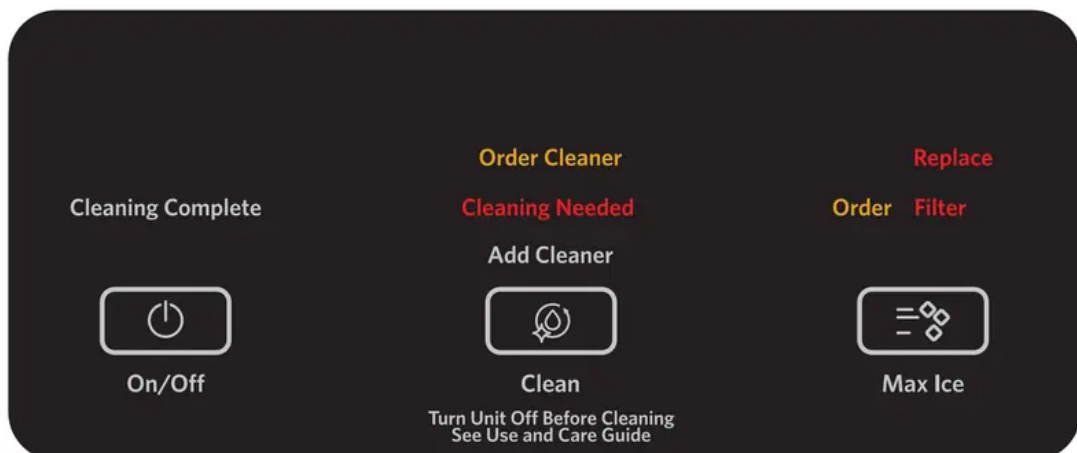 Order Cleaner
Replace
Cleaning Complete
Cleaning Needed
Order Filter
Add Cleaner
On/Off
Clean
Max Ice
Turn Unit Off Before Cleaning
See Use and Care Guide